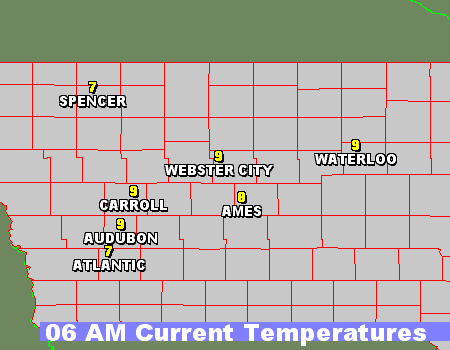 7
SPENCER
9
WEBSTER CITY
9
WATERLOO
9
CARROLL
8
AMES
9
AUDUBON
7
ATLANTIC
06 AM Current Temperatures